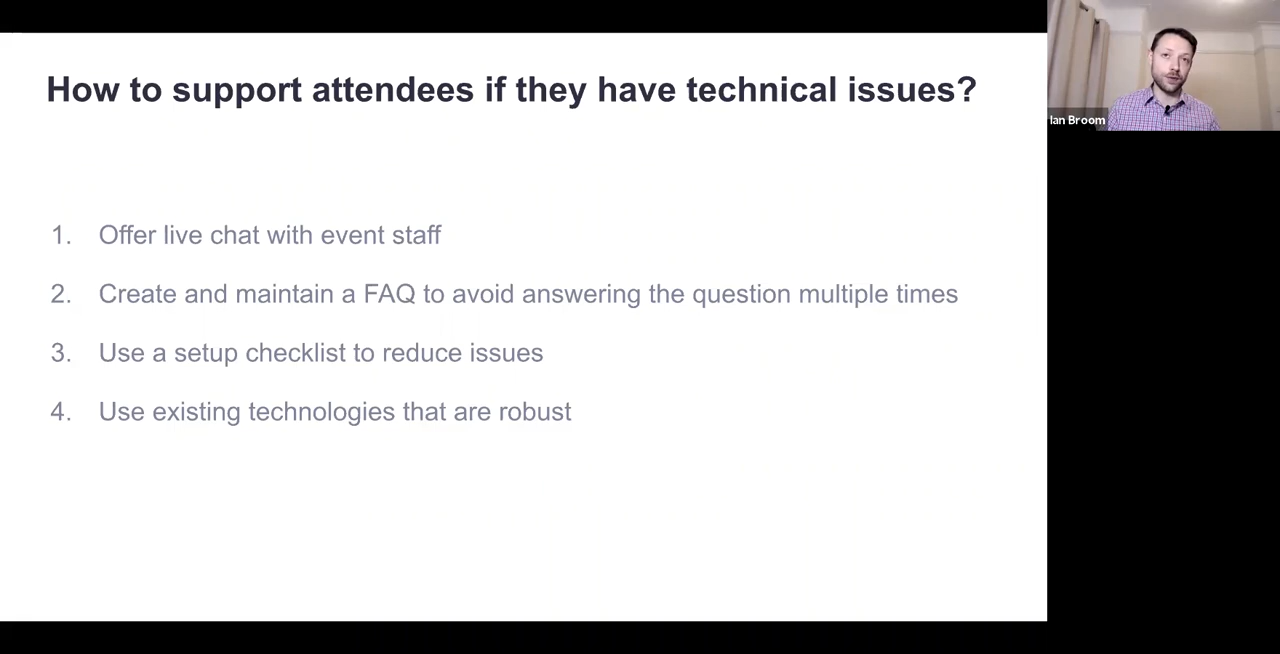 How to support attendees if they have technical issues?
Ian Broom
1. Offer live chat with event staff
2. Create and maintain a FAQ to avoid answering the question multiple times
3. Use a setup checklist to reduce issues
4. Use existing technologies that are robust